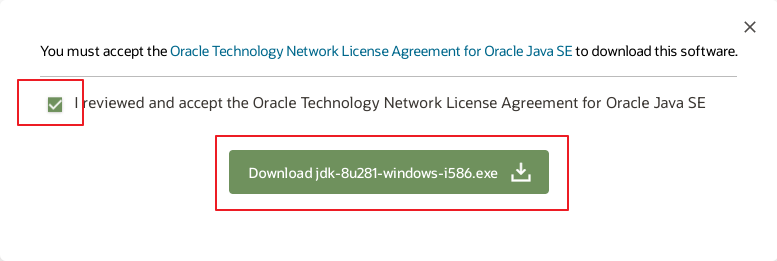 You must accept the Oracle Technology Network License Agreement for Oracle Java SE to download this software.
I reviewed and accept the Oracle Technology Network License Agreement for Oracle Java SE
Download jdk-8u281-windows-i586.exe